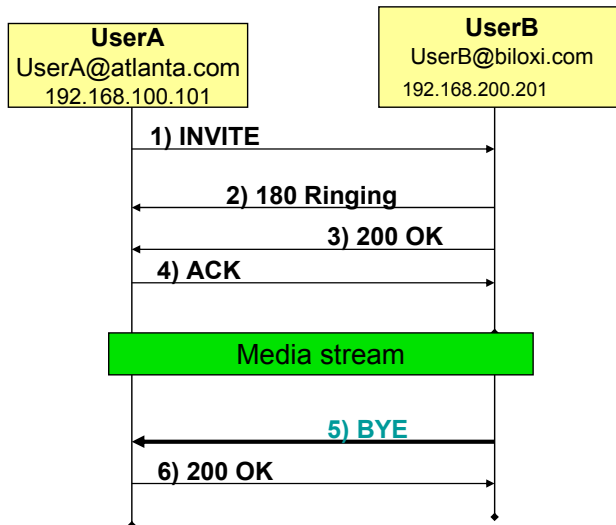 UserA
UserA@atlanta.com
192.168.100.101
UserB
UserB@biloxi.com
192.168.200.201
1) INVITE
2) 180 Ringing
3) 200 OK
4) ACK
Media stream
5) BYE
6) 200 OK